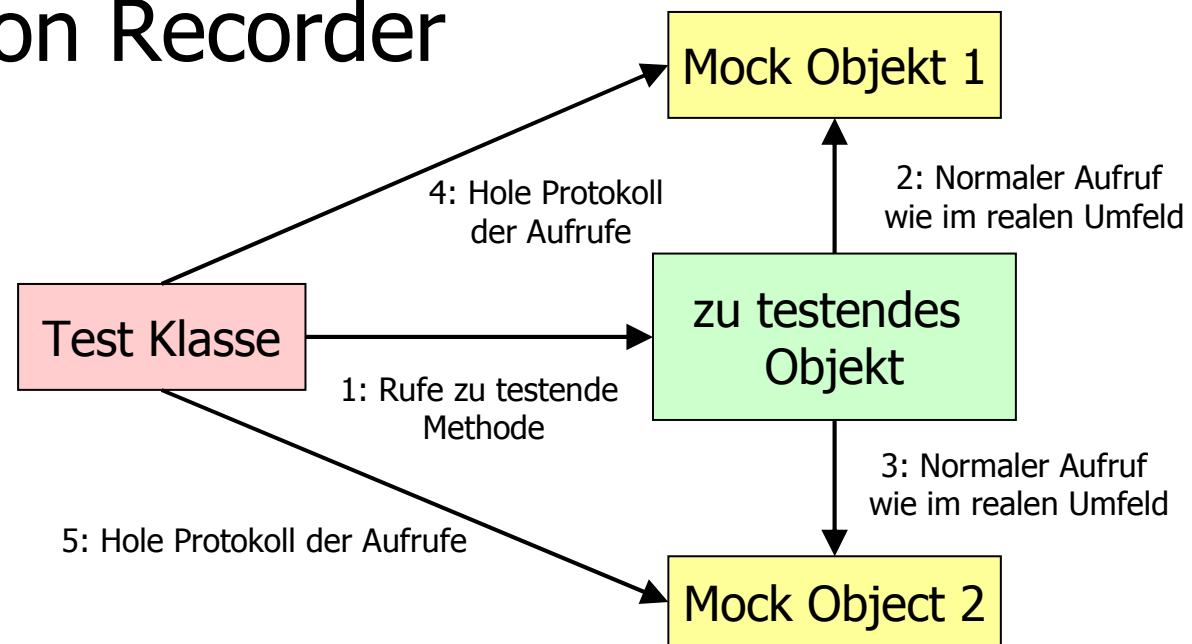 on Recorder
Mock Objekt 1
4: Hole Protokoll
der Aufrufe
2: Normaler Aufruf
wie im realen Umfeld
Test Klasse
zu testendes
Objekt
1: Rufe zu testende
Methode
3: Normaler Aufruf
wie im realen Umfeld
5: Hole Protokoll der Aufrufe
Mock Object 2